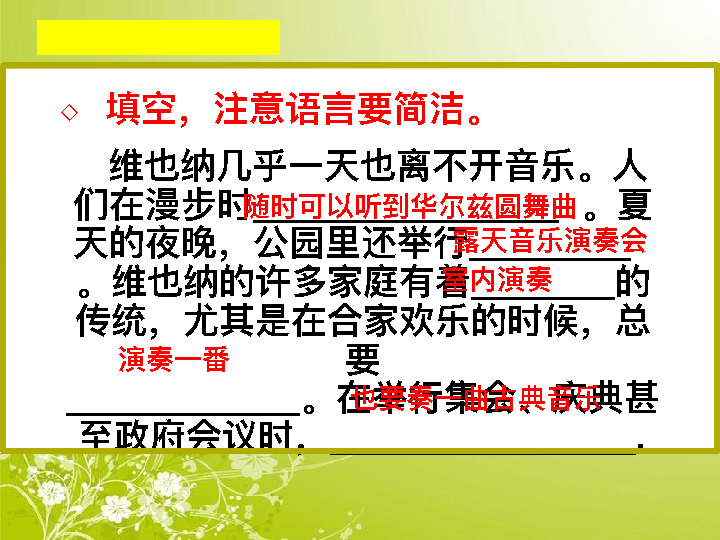 填空，注意语言要简洁。
维也纳几乎一天也离不开音乐。人
们在漫步时随时可以听到华尔兹圆舞曲。夏
天的夜晚，公园里还举行露天音乐演奏会
。维也纳的许多家庭有着室内演奏的
传统，尤其是在合家欢乐的时候，总
演奏一番 要
。在举行集会、庆典甚
也要奏一曲古典音乐
至政府会议时，